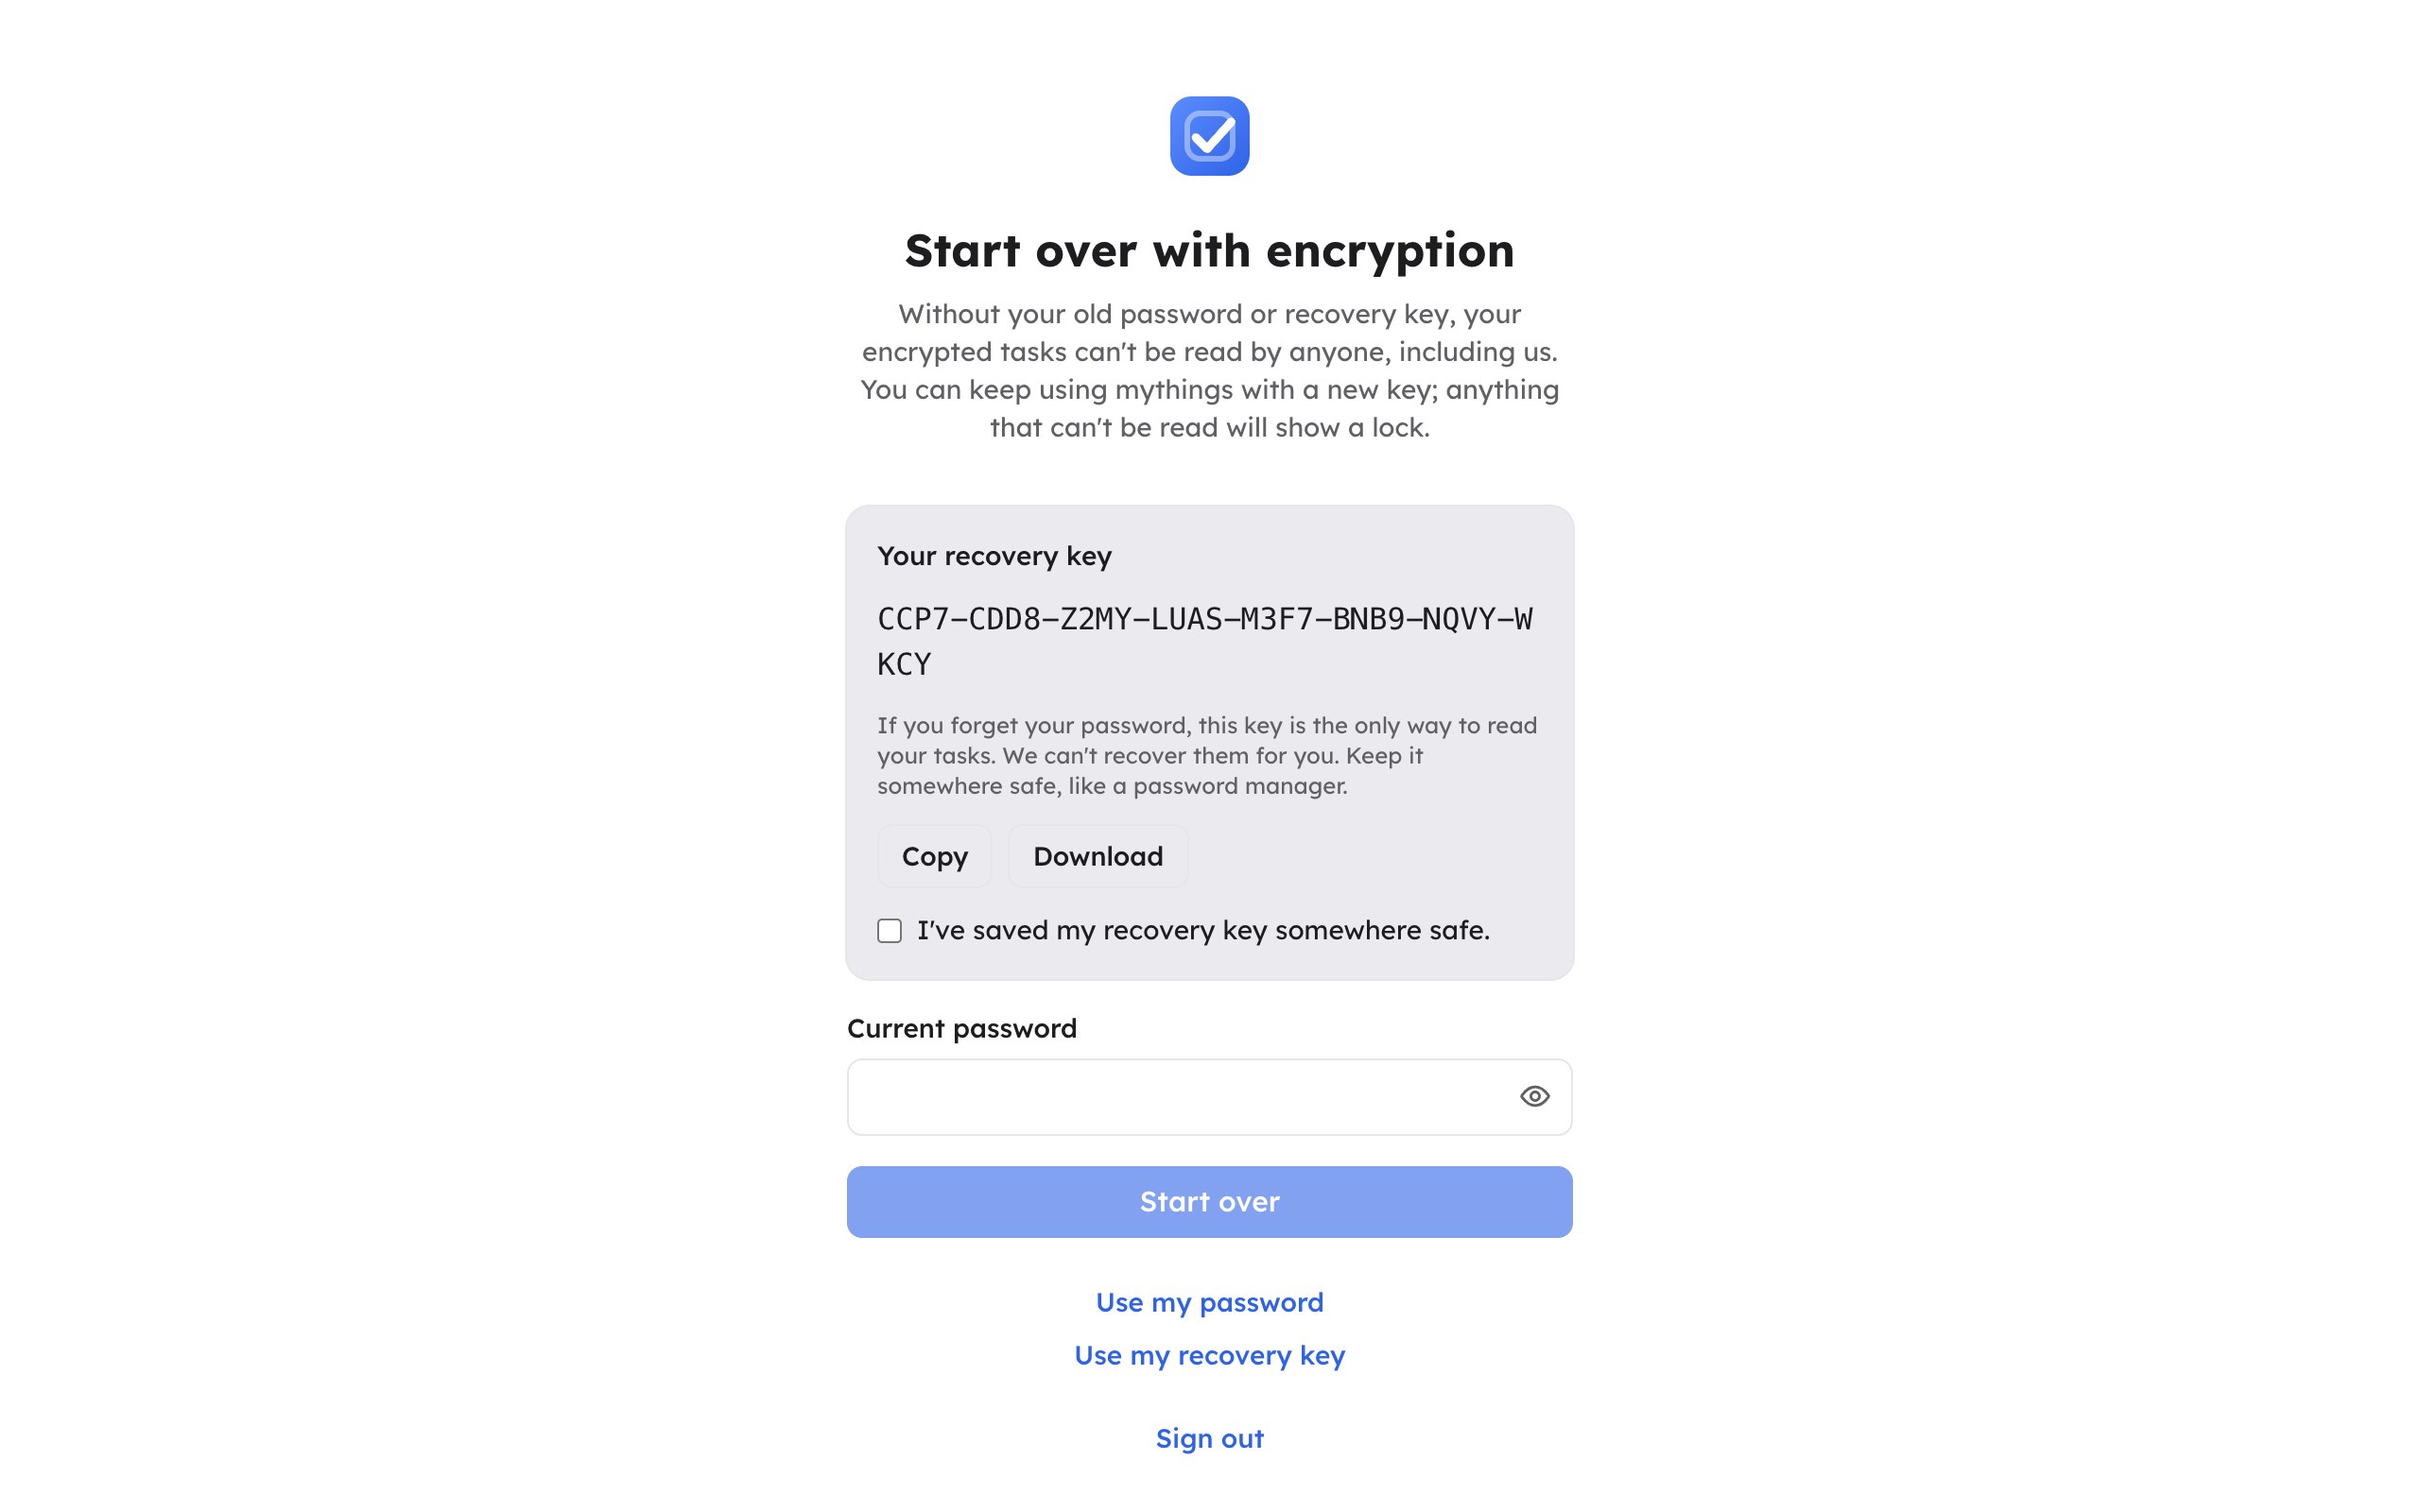 Start over with encryption
Without your old password or recovery key, your
encrypted tasks can't be read by anyone, including us.
You can keep using mythings with a new key; anything
that can't be read will show a lock.
Your recovery key
CCP7-CDD8-Z2MY-LUAS-M3F7-BNB9-NQVY-W
KCY
If you forget your password, this key is the only way to read
your tasks. We can't recover them for you. Keep it
somewhere safe, like a password manager.
Copy Download
I've saved my recovery key somewhere safe.
Current password
Start over
Use my password
Use my recovery key
Sign out